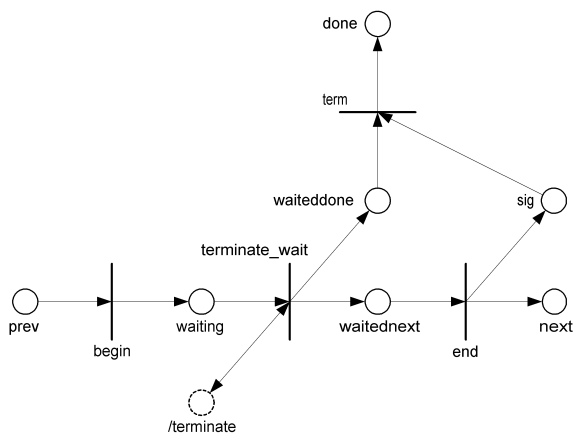 done
term
waiteddone
sig
terminate_wait
prev
begin
waiting
waitednext
end
next
/terminate